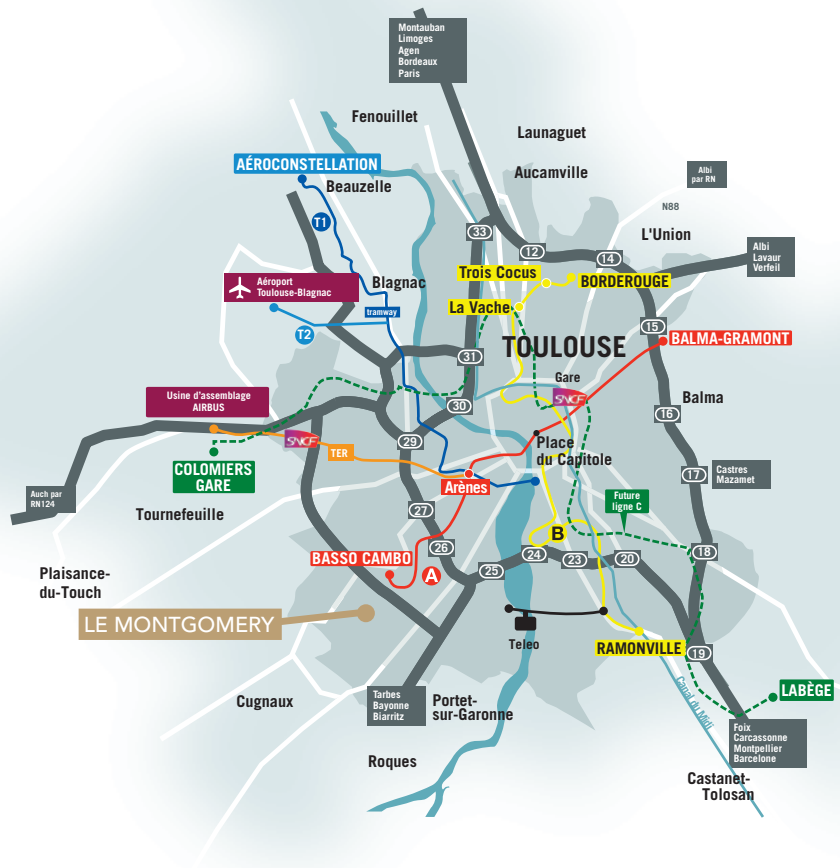 Montauban
Limoges
Agen
Bordeaux
Paris
Fenouillet
Launaguet
Aucamville
AÉROCONSTELLATION
Beauzelle
Albi
par RN
N88
T1
33
L'Union
12
14
Albi
Lavaur
Verfeil
Trois Cocus
BORDEROUGE
Aéroport
Toulouse-Blagnac
Blagnac
La Vache
tramway
15
T2
BALMA-GRAMONT
TOULOUSE
31
Gare
SNCF
Usine d'assemblage
AIRBUS
Balma
30
16
SNCF
29
Place
du Capitole
TER
COLOMIERS
GARE
Castres
Mazamet
17
Arènes
Auch par
RN124
Future
ligne C
Tournefeuille
27
B
26
24
23
20
18
BASSO CAMBO
A
25
Plaisance-
du-Touch
LE MONTGOMERY
Teleo
RAMONVILLE
19
LABÈGE
Canal du Midi
Cugnaux
Tarbes
Bayonne
Biarritz
Portet-
sur-Garonne
Foix
Carcassonne
Montpellier
Barcelone
Roques
Castanet-
Tolosan